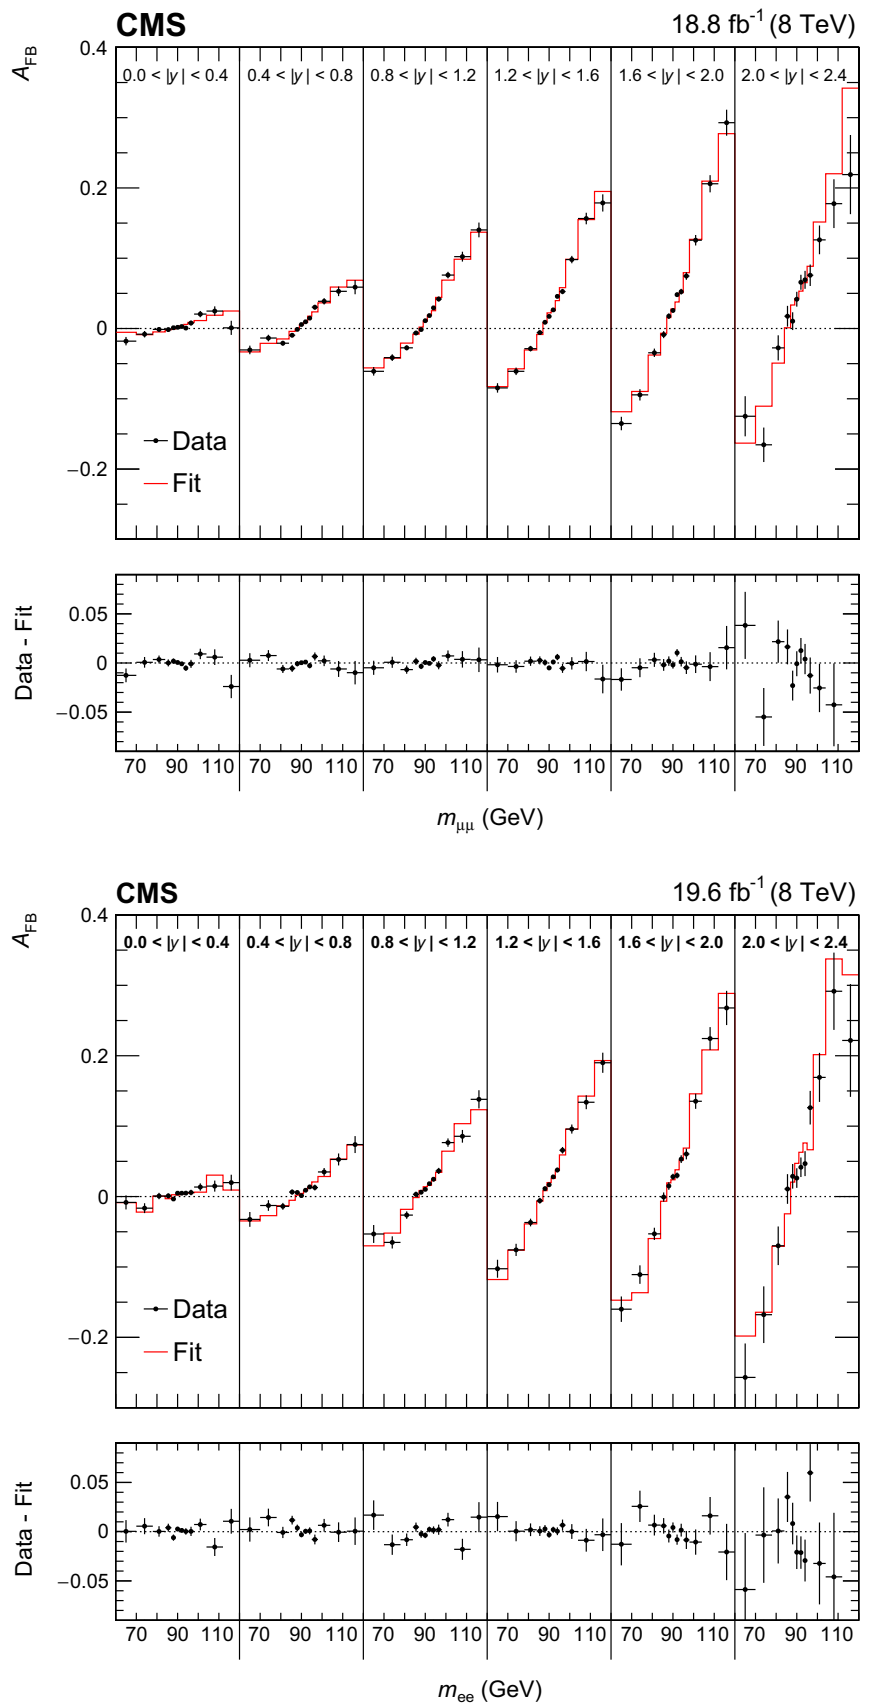 CMS 18.8 fb⁻¹ (8 TeV)
A_FB
0.4
0.0 < |y| < 0.4 0.4 < |y| < 0.8 0.8 < |y| < 1.2 1.2 < |y| < 1.6 1.6 < |y| < 2.0 2.0 < |y| < 2.4
0.2
0
Data
−0.2
Fit
Data - Fit
0.05
0
−0.05
70 90 110 70 90 110 70 90 110 70 90 110 70 90 110 70 90 110
m_μμ (GeV)
CMS 19.6 fb⁻¹ (8 TeV)
A_FB
0.4
0.0 < |y| < 0.4 0.4 < |y| < 0.8 0.8 < |y| < 1.2 1.2 < |y| < 1.6 1.6 < |y| < 2.0 2.0 < |y| < 2.4
0.2
0
Data
−0.2
Fit
Data - Fit
0.05
0
−0.05
70 90 110 70 90 110 70 90 110 70 90 110 70 90 110 70 90 110
m_ee (GeV)